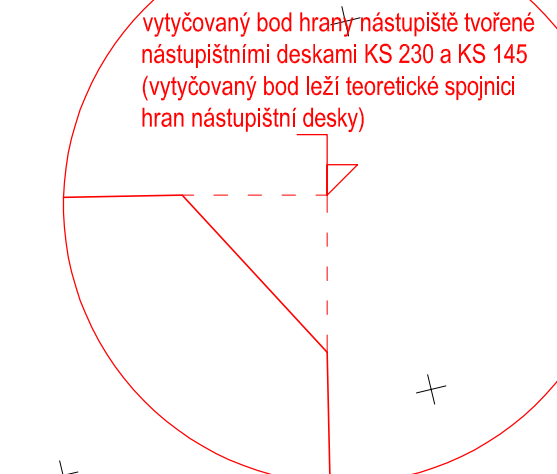 vytyčovaný bod hrany nástupiště tvořené
nástupištními deskami KS 230 a KS 145
(vytyčovaný bod leží teoretické spojnici
hran nástupištní desky)